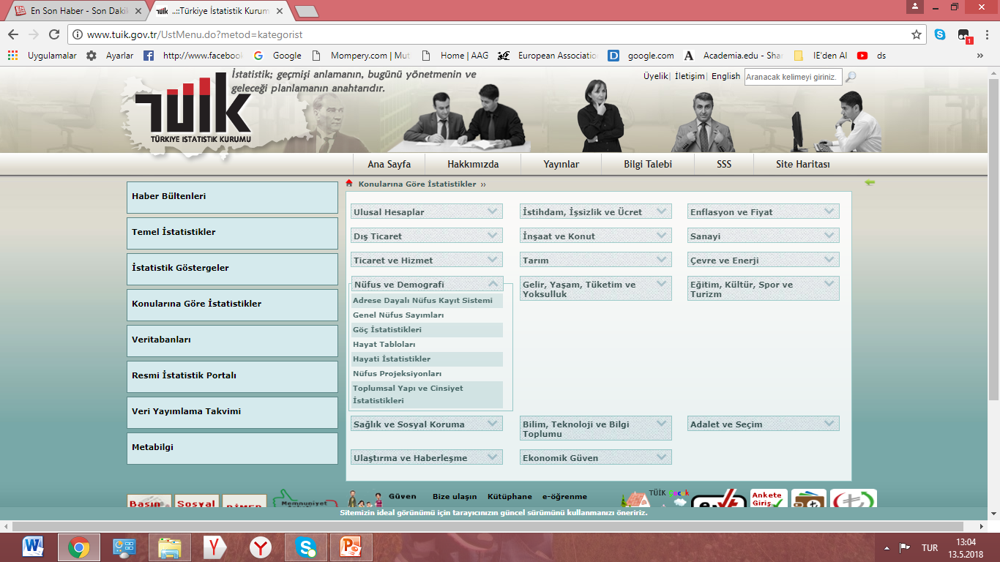 En Son Haber - Son Daki
..::Türkiye İstatistik Kurum
www.tuik.gov.tr/UstMenu.do?metod=kategorist
1
Uygulamalar
Ayarlar
http://www.faceboo
Google
Mompery.com | Mut
Home | AAG
European Associatio
google.com
Academia.edu - Sha
IE'den Al
ds
»
İstatistik; geçmişi anlamanın, bugünü yönetmenin ve
geleceği planlamanın anahtarıdır.
Üyelik| İletişim| English
Aranacak kelimeyi giriniz.
TÜİK
TÜRKİYE İSTATİSTİK KURUMU
Ana Sayfa
Hakkımızda
Yayınlar
Bilgi Talebi
SSS
Site Haritası
Haber Bültenleri
Temel İstatistikler
İstatistik Göstergeler
Konularına Göre İstatistikler
Veritabanları
Resmi İstatistik Portalı
Veri Yayımlama Takvimi
Metabilgi
Konularına Göre İstatistikler »
Ulusal Hesaplar
İstihdam, İşsizlik ve Ücret
Enflasyon ve Fiyat
Dış Ticaret
İnşaat ve Konut
Sanayi
Ticaret ve Hizmet
Tarım
Çevre ve Enerji
Nüfus ve Demografi
Adrese Dayalı Nüfus Kayıt Sistemi
Genel Nüfus Sayımları
Göç İstatistikleri
Hayat Tabloları
Hayati İstatistikler
Nüfus Projeksiyonları
Toplumsal Yapı ve Cinsiyet
İstatistikleri
Gelir, Yaşam, Tüketim ve
Yoksulluk
Eğitim, Kültür, Spor ve
Turizm
Sağlık ve Sosyal Koruma
Bilim, Teknoloji ve Bilgi
Toplumu
Adalet ve Seçim
Ulaştırma ve Haberleşme
Ekonomik Güven
Basın
Sosyal
BİMER
Memnuniyet
Güven
Bize ulaşın
Kütüphane
e-öğrenme
TÜİK Çocuk
Ankete
Giriş
Sitemizin ideal görünümü için tarayıcınızın güncel sürümünü kullanmanızı öneririz.
TUR
13:04
13.5.2018